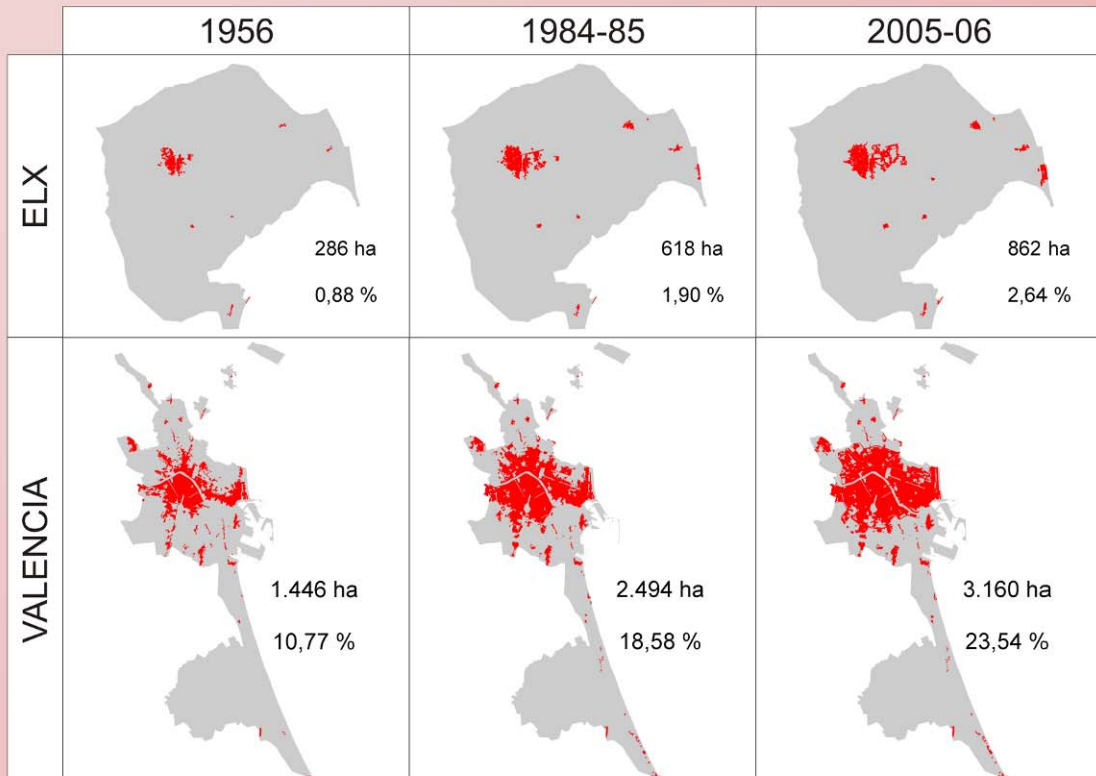 1956
1984-85
2005-06
ELX
286 ha
0,88 %
618 ha
1,90 %
862 ha
2,64 %
VALENCIA
1.446 ha
10,77 %
2.494 ha
18,58 %
3.160 ha
23,54 %